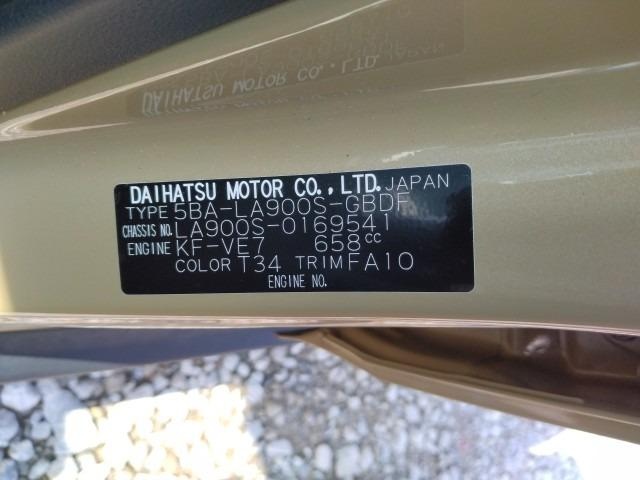 DAIHATSU MOTOR CO., LTD. JAPAN
TYPE 5BA-LA900S-GBDF
CHASSIS NO. LA900S-0169541
ENGINE KF-VE7 658cc
COLOR T34 TRIM FA10
ENGINE NO.